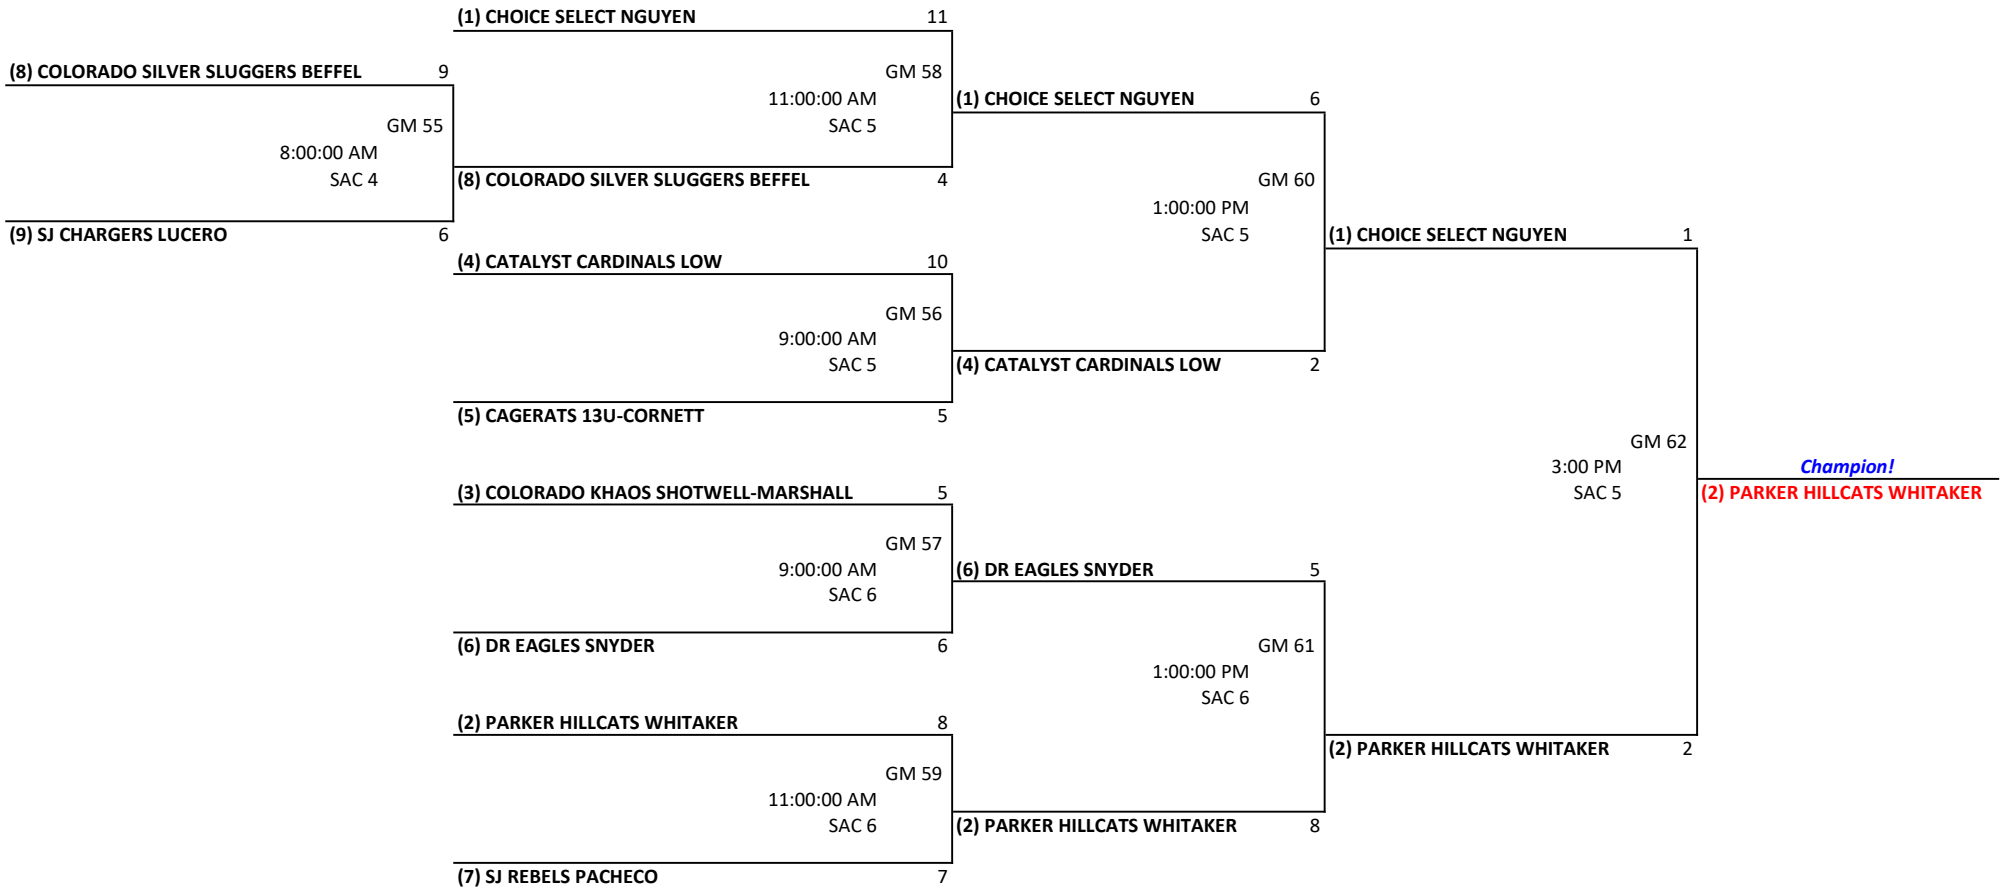 (1) CHOICE SELECT NGUYEN 11
(8) COLORADO SILVER SLUGGERS BEFFEL 9
GM 58
11:00:00 AM
SAC 5
(1) CHOICE SELECT NGUYEN 6
GM 55
8:00:00 AM
SAC 4
(8) COLORADO SILVER SLUGGERS BEFFEL 4
GM 60
1:00:00 PM
SAC 5
(9) SJ CHARGERS LUCERO 6
(1) CHOICE SELECT NGUYEN 1
(4) CATALYST CARDINALS LOW 10
GM 56
9:00:00 AM
SAC 5
(4) CATALYST CARDINALS LOW 2
(5) CAGERATS 13U-CORNETT 5
GM 62
3:00 PM
SAC 5
Champion!
(2) PARKER HILLCATS WHITAKER
(3) COLORADO KHAOS SHOTWELL-MARSHALL 5
GM 57
9:00:00 AM
SAC 6
(6) DR EAGLES SNYDER 5
(6) DR EAGLES SNYDER 6
GM 61
1:00:00 PM
SAC 6
(2) PARKER HILLCATS WHITAKER 8
(2) PARKER HILLCATS WHITAKER 2
GM 59
11:00:00 AM
SAC 6
(2) PARKER HILLCATS WHITAKER 8
(7) SJ REBELS PACHECO 7